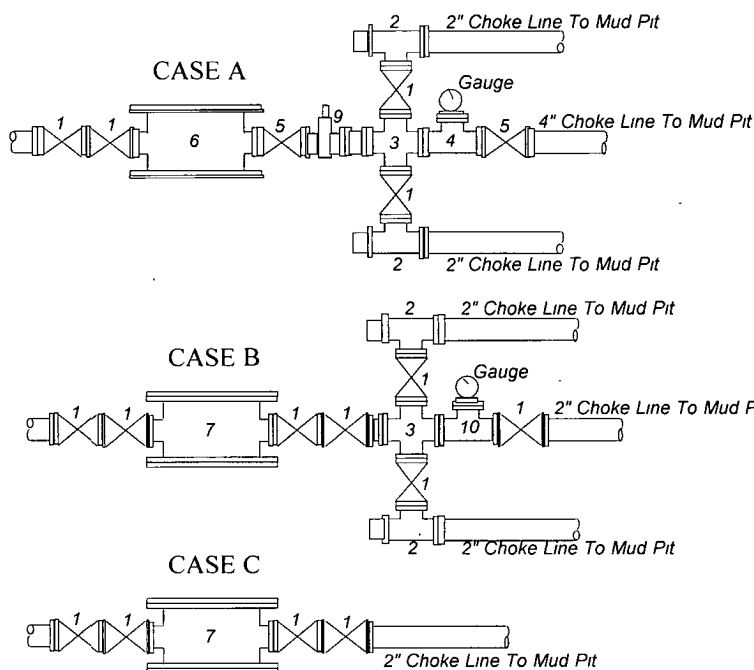 2
2" Choke Line To Mud Pit
CASE A
1
Gauge
1
1
5
9
4" Choke Line To Mud Pit
6
3
4
5
1
2
2" Choke Line To Mud Pit
2
2" Choke Line To Mud Pit
CASE B
1
Gauge
1
1
1
1
1
2" Choke Line To Mud P
7
3
10
1
2
2" Choke Line To Mud Pit
CASE C
1
1
1
1
7
2" Choke Line To Mud Pit